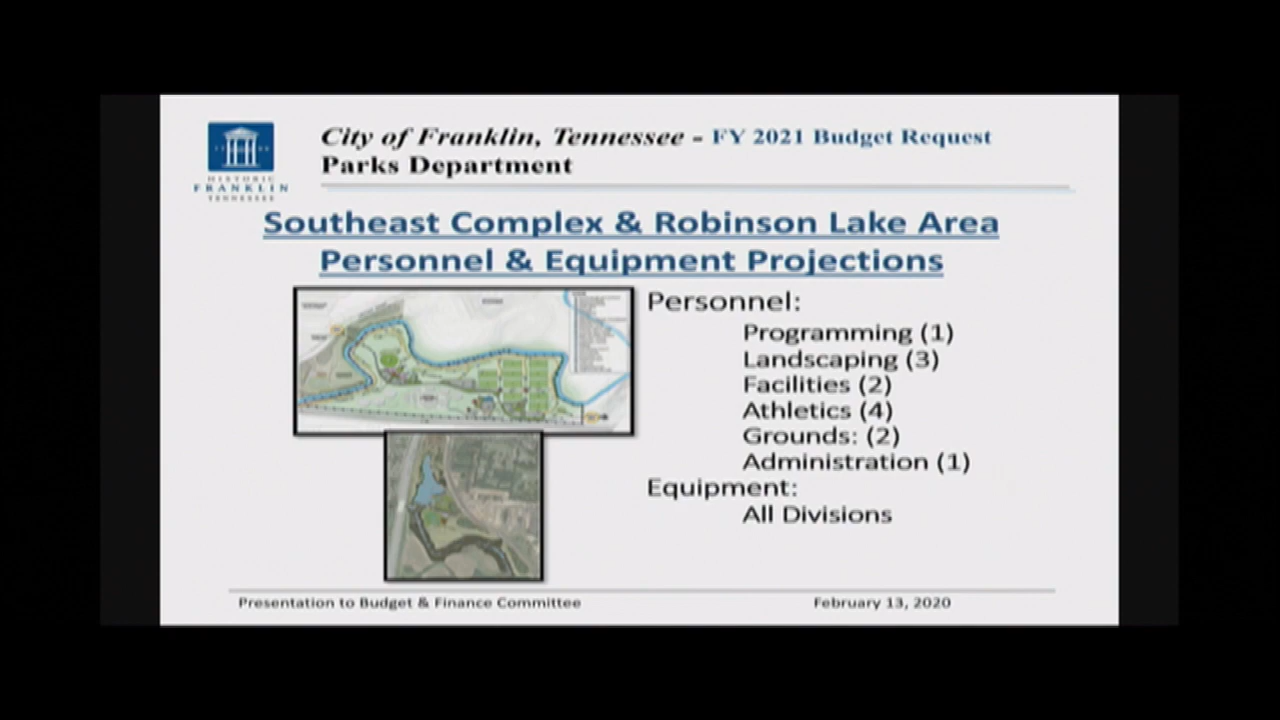 City of Franklin, Tennessee - FY 2021 Budget Request
Parks Department
HISTORIC
FRANKLIN
TENNESSEE
Southeast Complex & Robinson Lake Area
Personnel & Equipment Projections
Personnel:
Programming (1)
Landscaping (3)
Facilities (2)
Athletics (4)
Grounds: (2)
Administration (1)
Equipment:
All Divisions
Presentation to Budget & Finance Committee
February 13, 2020